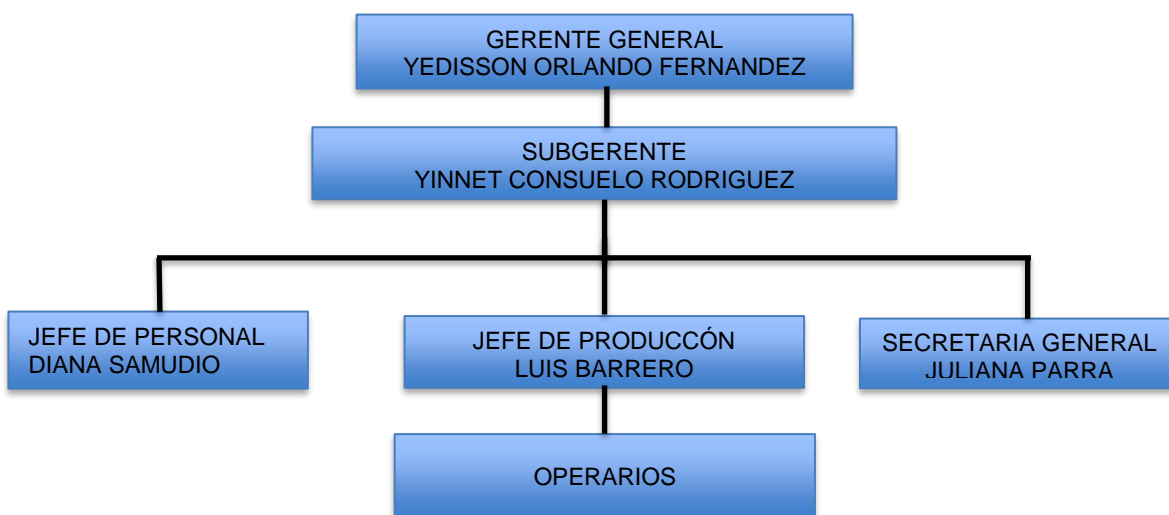 GERENTE GENERAL
YEDISSON ORLANDO FERNANDEZ
SUBGERENTE
YINNET CONSUELO RODRIGUEZ
JEFE DE PERSONAL
DIANA SAMUDIO
JEFE DE PRODUCCÓN
LUIS BARRERO
SECRETARIA GENERAL
JULIANA PARRA
OPERARIOS